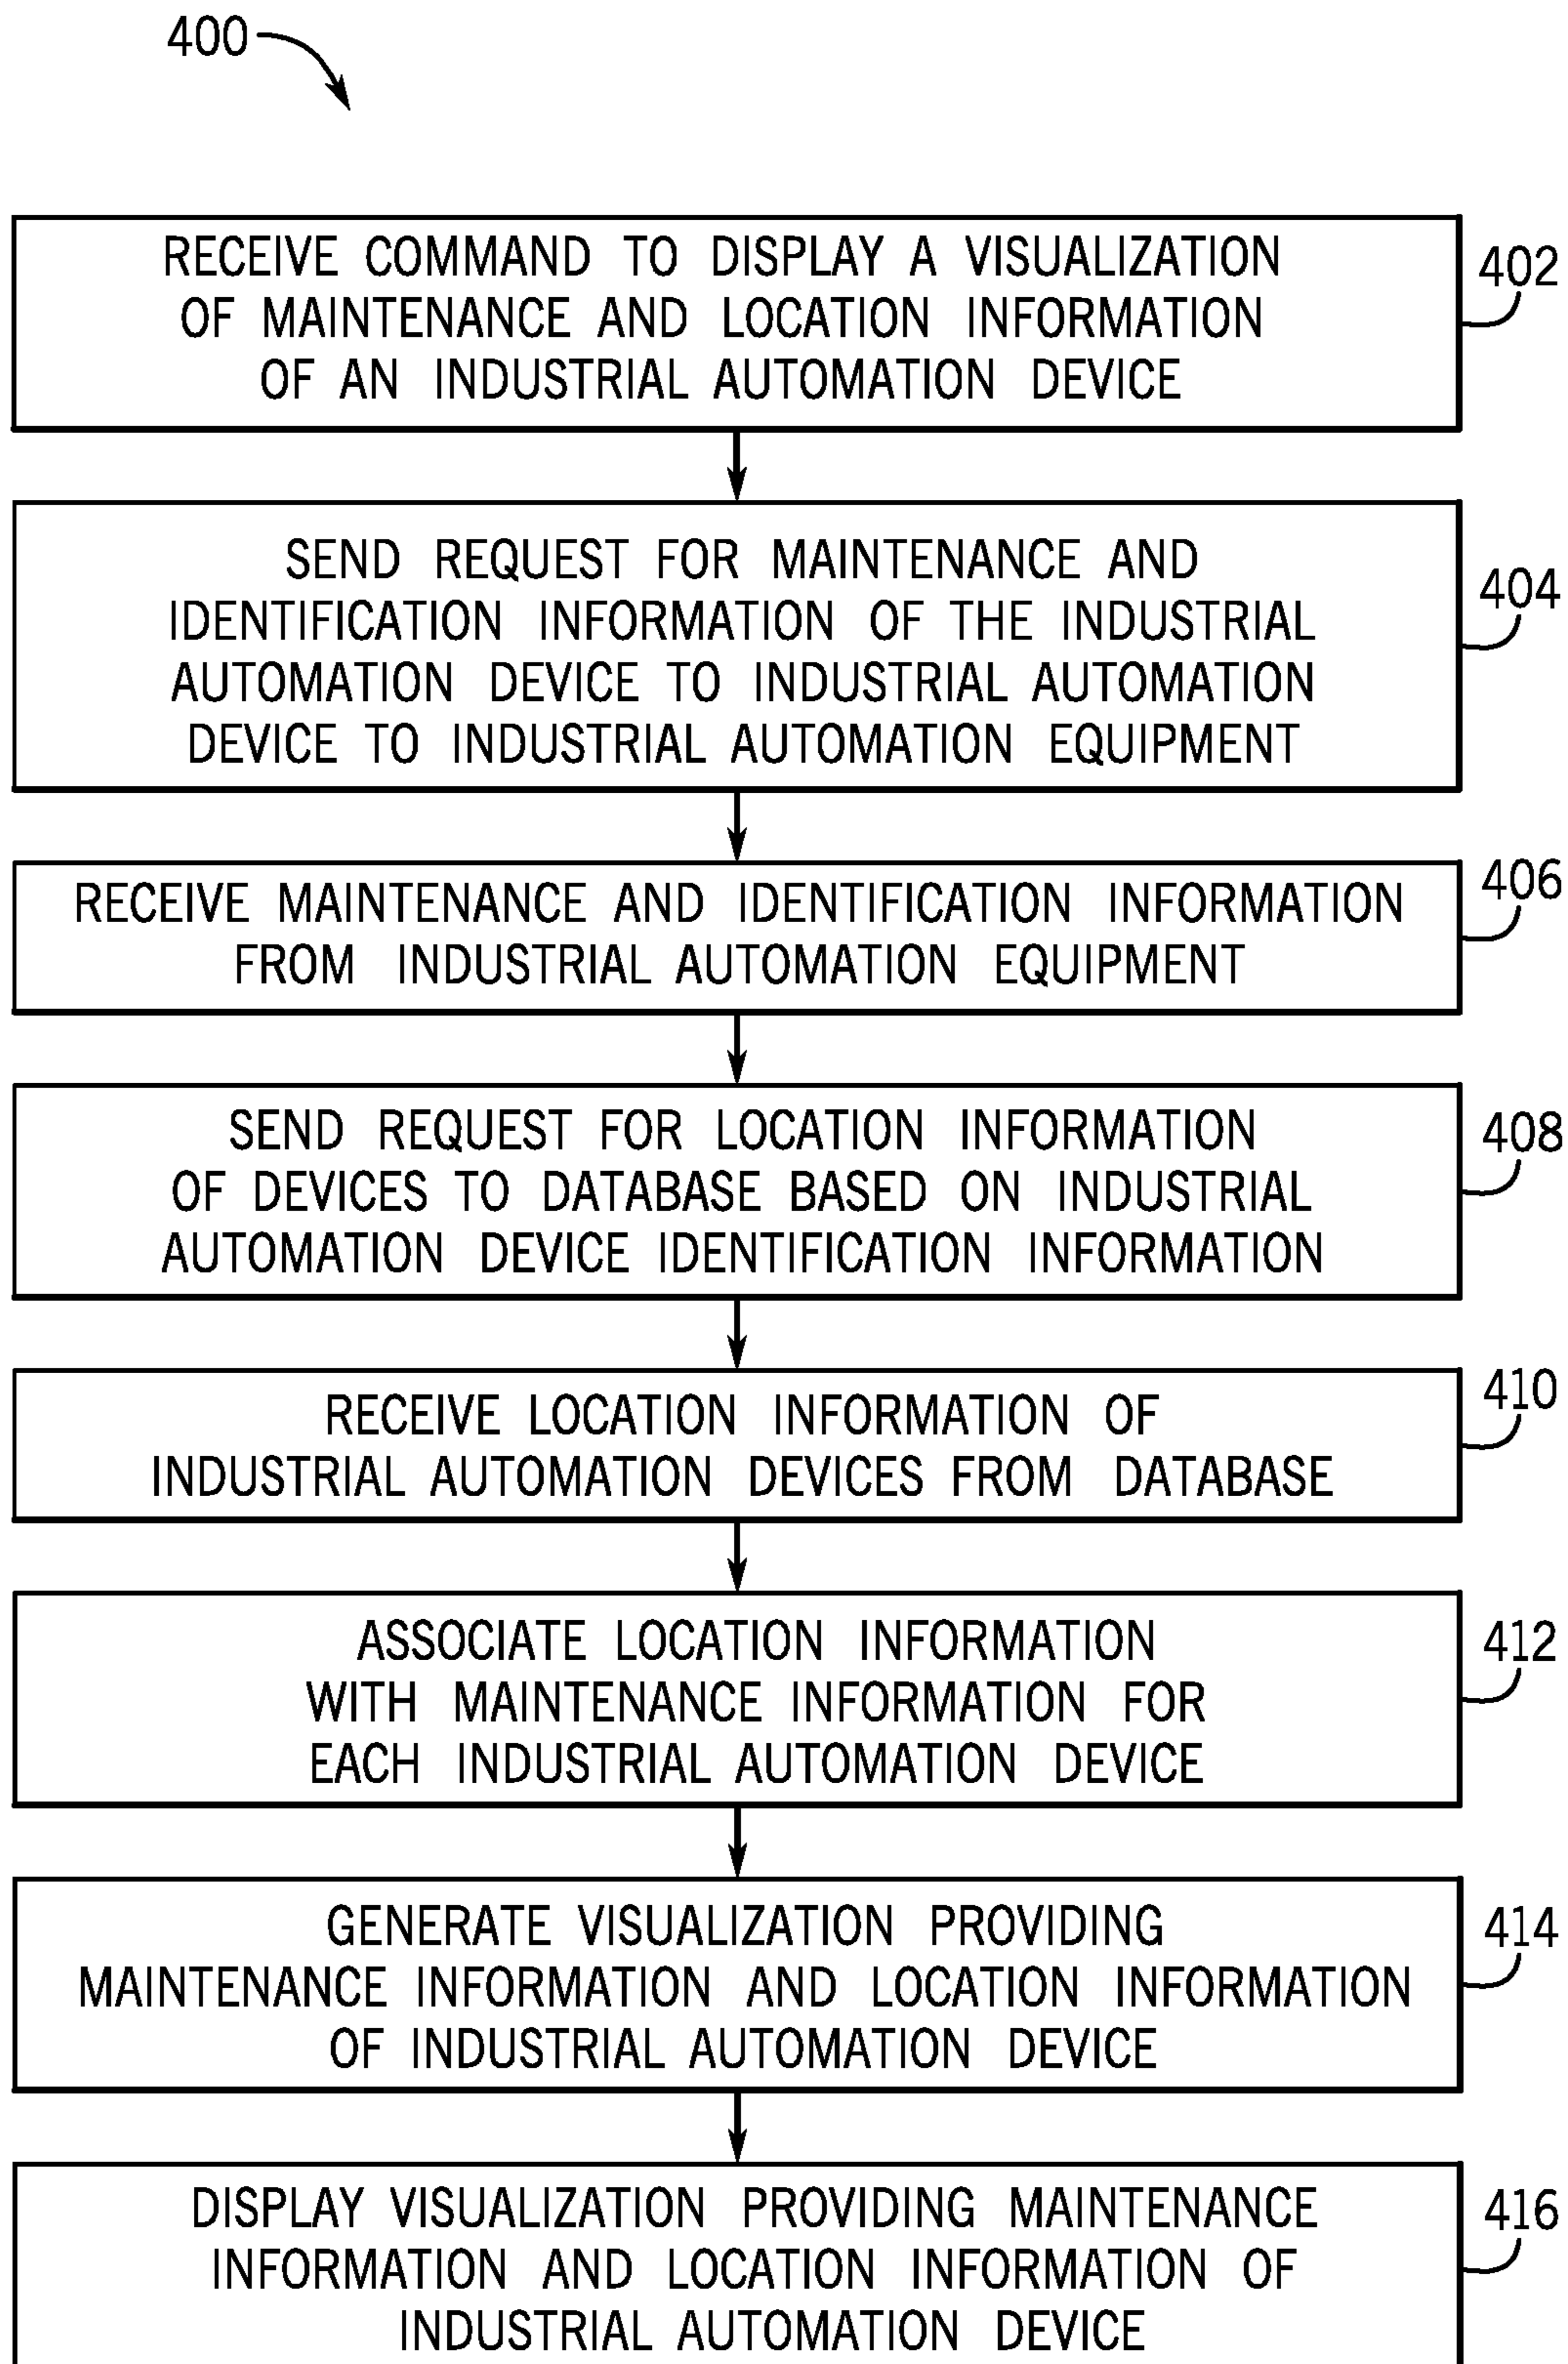 400
RECEIVE COMMAND TO DISPLAY A VISUALIZATION
OF MAINTENANCE AND LOCATION INFORMATION
OF AN INDUSTRIAL AUTOMATION DEVICE
402
SEND REQUEST FOR MAINTENANCE AND
IDENTIFICATION INFORMATION OF THE INDUSTRIAL
AUTOMATION DEVICE TO INDUSTRIAL AUTOMATION
DEVICE TO INDUSTRIAL AUTOMATION EQUIPMENT
404
RECEIVE MAINTENANCE AND IDENTIFICATION INFORMATION
FROM INDUSTRIAL AUTOMATION EQUIPMENT
406
SEND REQUEST FOR LOCATION INFORMATION
OF DEVICES TO DATABASE BASED ON INDUSTRIAL
AUTOMATION DEVICE IDENTIFICATION INFORMATION
408
RECEIVE LOCATION INFORMATION OF
INDUSTRIAL AUTOMATION DEVICES FROM DATABASE
410
ASSOCIATE LOCATION INFORMATION
WITH MAINTENANCE INFORMATION FOR
EACH INDUSTRIAL AUTOMATION DEVICE
412
GENERATE VISUALIZATION PROVIDING
MAINTENANCE INFORMATION AND LOCATION INFORMATION
OF INDUSTRIAL AUTOMATION DEVICE
414
DISPLAY VISUALIZATION PROVIDING MAINTENANCE
INFORMATION AND LOCATION INFORMATION OF
INDUSTRIAL AUTOMATION DEVICE
416